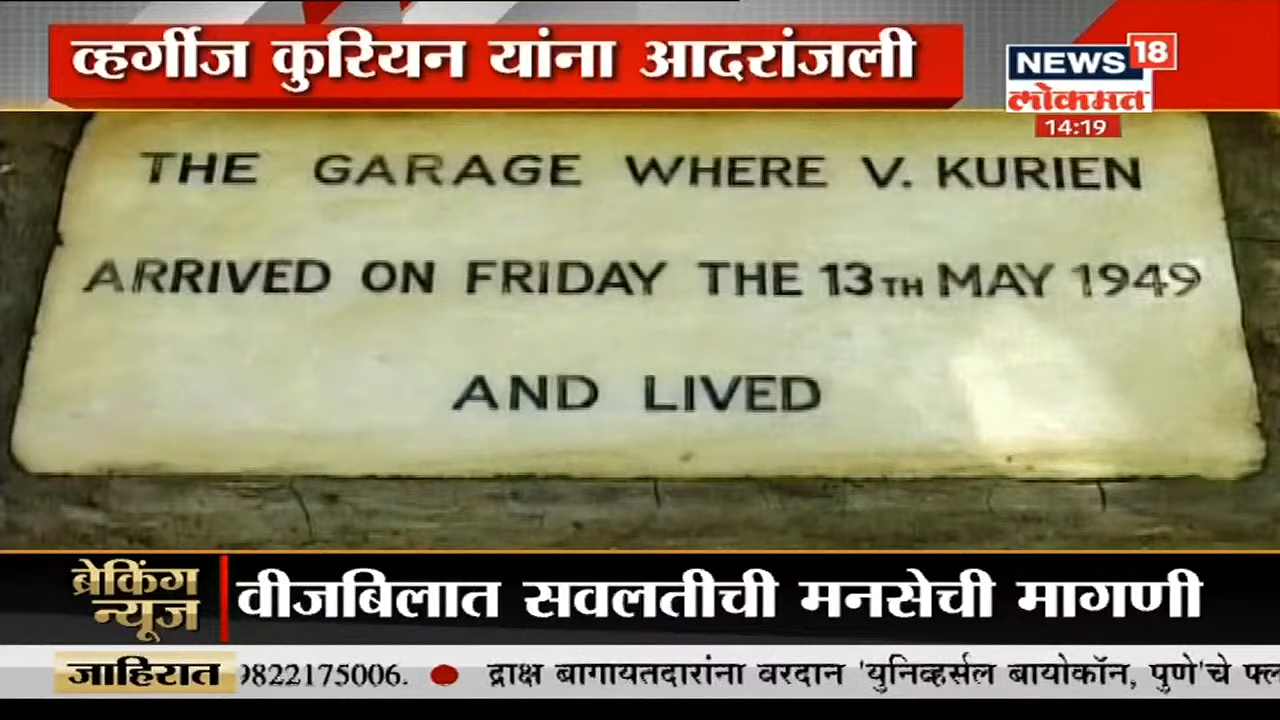 व्हर्गीज कुरियन यांना आदरांजली
NEWS 18
लोकमत
14:19
THE GARAGE WHERE V. KURIEN
ARRIVED ON FRIDAY THE 13TH MAY 1949
AND LIVED
ब्रेकिंग
न्यूज
वीजबिलात सवलतीची मनसेची मागणी
जाहिरात
9822175006. ● द्राक्ष बागायतदारांना वरदान 'युनिव्हर्सल बायोकॉन, पुणे'चे